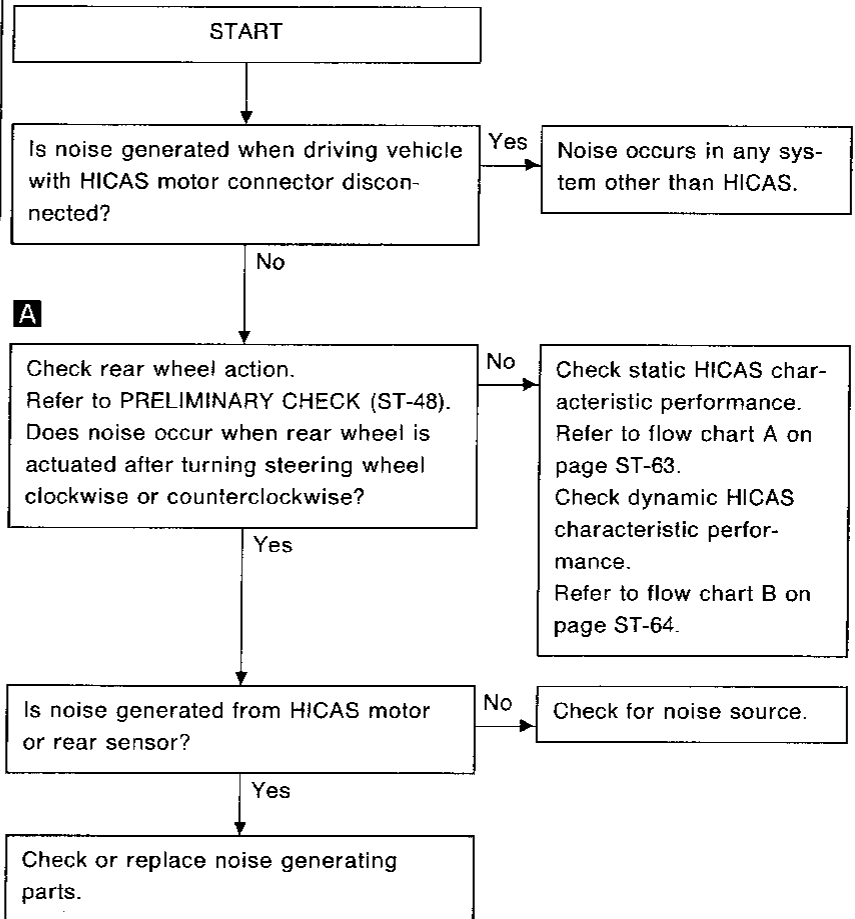 START
Is noise generated when driving vehicle
with HICAS motor connector discon-
nected?
Yes
Noise occurs in any sys-
tem other than HICAS.
No
A
Check rear wheel action.
Refer to PRELIMINARY CHECK (ST-48).
Does noise occur when rear wheel is
actuated after turning steering wheel
clockwise or counterclockwise?
No
Check static HICAS char-
acteristic performance.
Refer to flow chart A on
page ST-63.
Check dynamic HICAS
characteristic perfor-
mance.
Refer to flow chart B on
page ST-64.
Yes
Is noise generated from HICAS motor
or rear sensor?
No
Check for noise source.
Yes
Check or replace noise generating
parts.